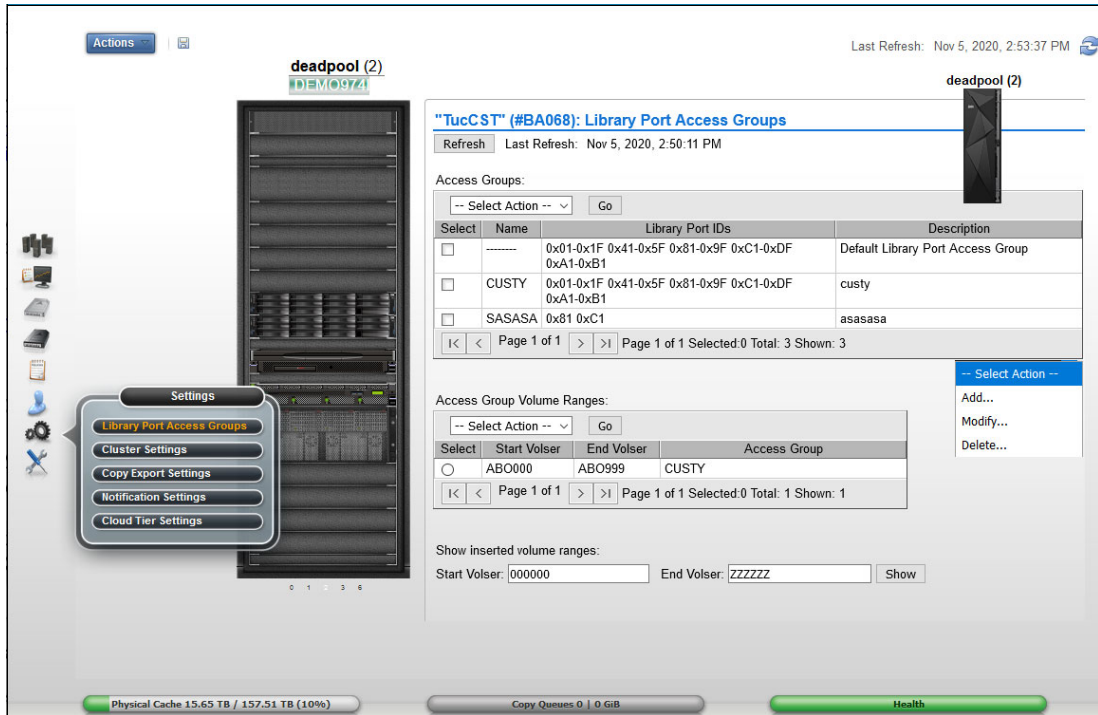 Actions
Last Refresh: Nov 5, 2020, 2:53:37 PM
deadpool (2)
DEMO974
deadpool (2)
"TucCST" (#BA068): Library Port Access Groups
Refresh Last Refresh: Nov 5, 2020, 2:50:11 PM
Access Groups:
-- Select Action -- Go
Select Name Library Port IDs Description
-------- 0x01-0x1F 0x41-0x5F 0x81-0x9F 0xC1-0xDF Default Library Port Access Group
0xA1-0xB1
CUSTY 0x01-0x1F 0x41-0x5F 0x81-0x9F 0xC1-0xDF custy
0xA1-0xB1
SASASA 0x81 0xC1 asasasa
Page 1 of 1 Page 1 of 1 Selected:0 Total: 3 Shown: 3
-- Select Action --
Add...
Modify...
Delete...
Settings
Library Port Access Groups
Cluster Settings
Copy Export Settings
Notification Settings
Cloud Tier Settings
Access Group Volume Ranges:
-- Select Action -- Go
Select Start Volser End Volser Access Group
ABO000 ABO999 CUSTY
Page 1 of 1 Page 1 of 1 Selected:0 Total: 1 Shown: 1
Show inserted volume ranges:
Start Volser: 000000 End Volser: ZZZZZZ Show
0 1 2 3 6
Physical Cache 15.65 TB / 157.51 TB (10%) Copy Queues 0 | 0 GiB Health